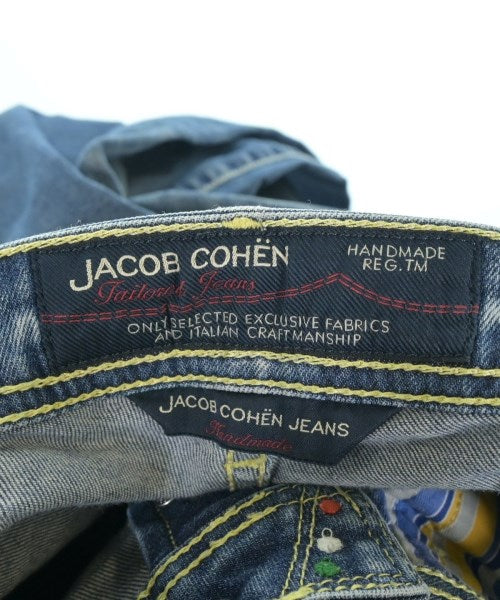 JACOB COHËN
HANDMADE
REG.TM
Tailored Jeans
ONLY SELECTED EXCLUSIVE FABRICS
AND ITALIAN CRAFTMANSHIP
JACOB COHËN JEANS
Handmade